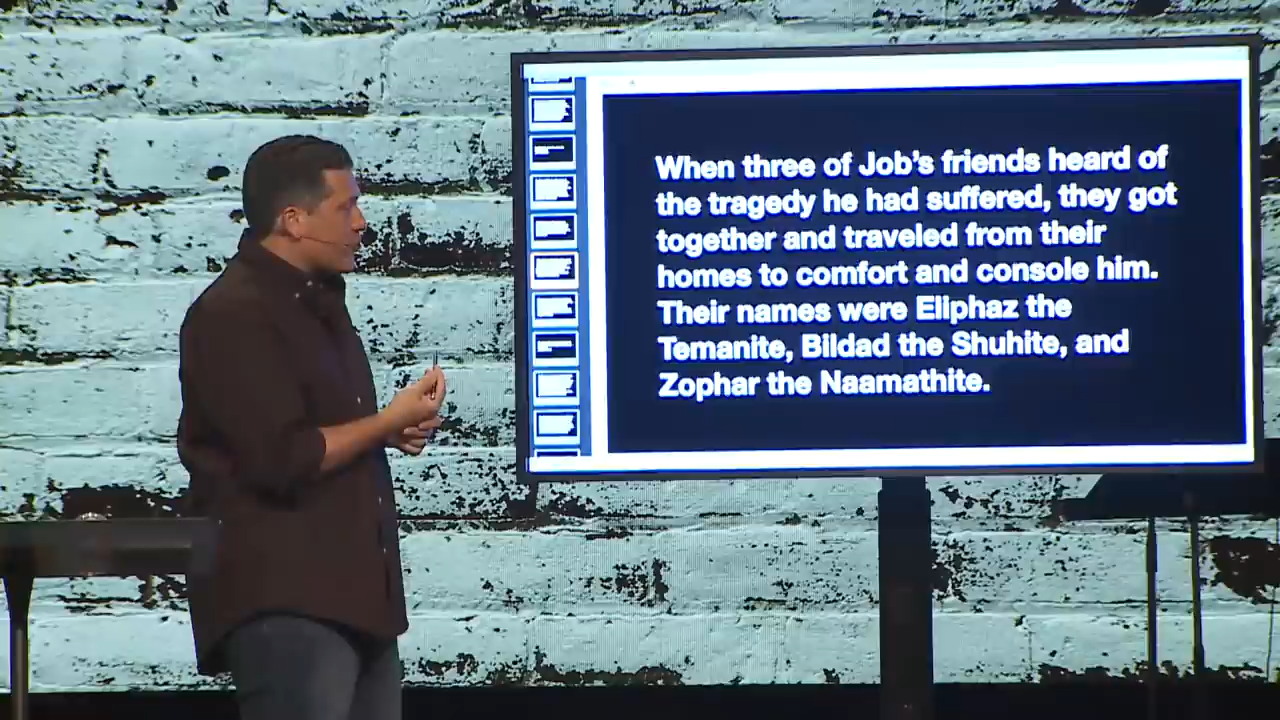 When three of Job's friends heard of
the tragedy he had suffered, they got
together and traveled from their
homes to comfort and console him.
Their names were Eliphaz the
Temanite, Bildad the Shuhite, and
Zophar the Naamathite.